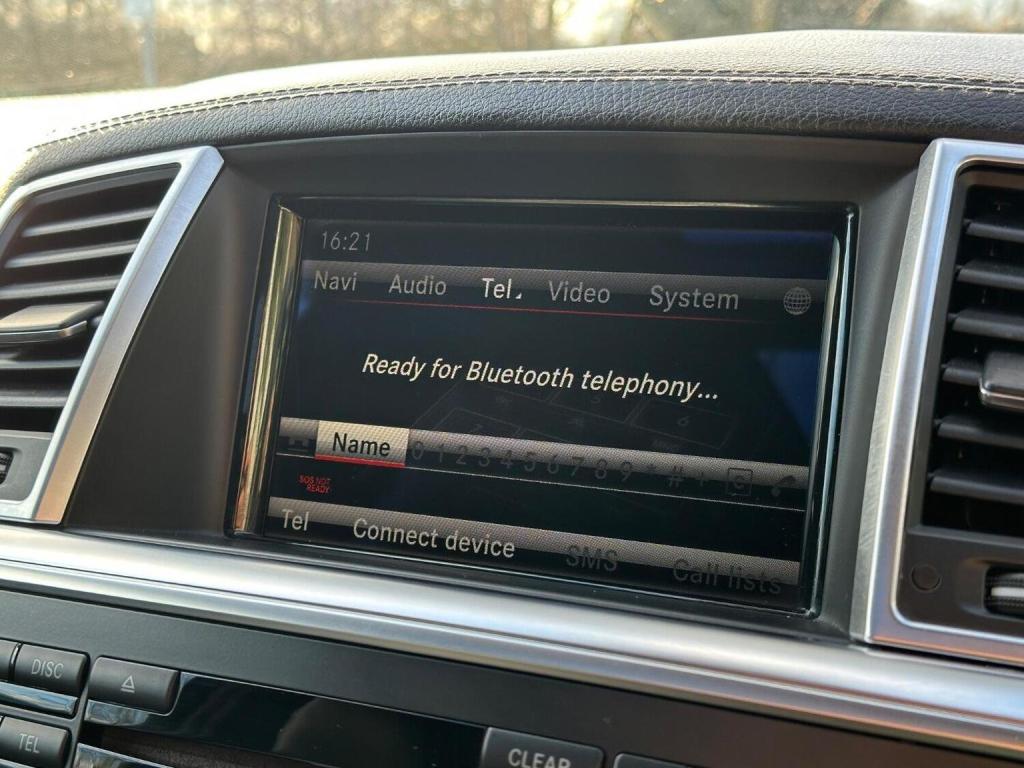 16:21
Navi Audio Tel Video System
Ready for Bluetooth telephony...
Name 0 1 2 3 4 5 6 7 8 9 * # +
SOS NOT
READY
Tel Connect device SMS Call lists
DISC
TEL
CLEAR